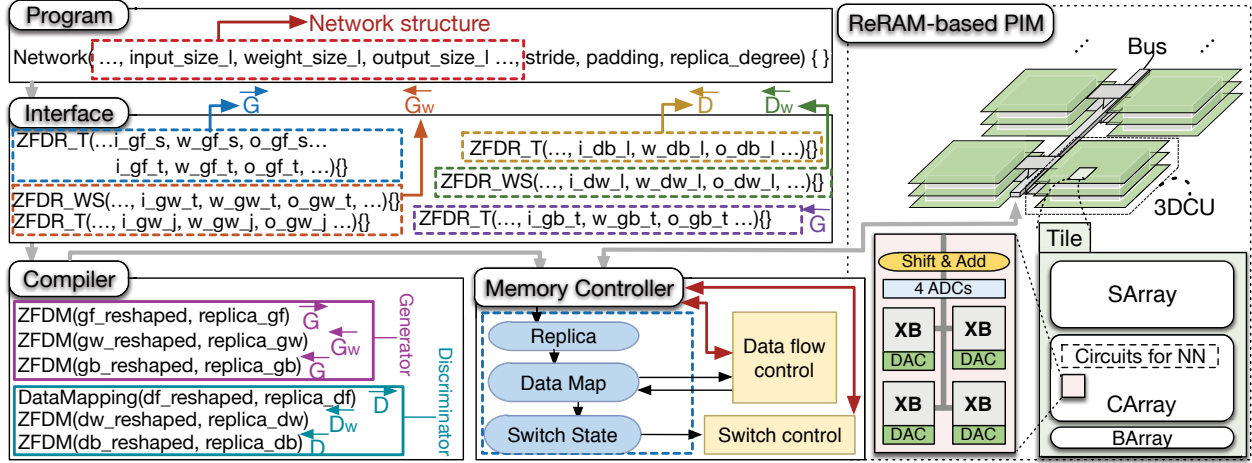 Program
Network structure
Network( ..., input_size_l, weight_size_l, output_size_l ..., stride, padding, replica_degree) { }
Interface
G
Gw
D
Dw
ZFDR_T(...i_gf_s, w_gf_s, o_gf_s...
i_gf_t, w_gf_t, o_gf_t, ...){}
ZFDR_WS(..., i_gw_t, w_gw_t, o_gw_t, ...){}
ZFDR_T(..., i_gw_j, w_gw_j, o_gw_j ...){}
ZFDR_T(..., i_db_l, w_db_l, o_db_l ...){}
ZFDR_WS(..., i_dw_l, w_dw_l, o_dw_l, ...){}
ZFDR_T(..., i_gb_t, w_gb_t, o_gb_t ...){}
G
Compiler
ZFDM(gf_reshaped, replica_gf)
G
ZFDM(gw_reshaped, replica_gw)
Gw
ZFDM(gb_reshaped, replica_gb)
G
Generator
DataMapping(df_reshaped, replica_df)
D
ZFDM(dw_reshaped, replica_dw)
Dw
ZFDM(db_reshaped, replica_db)
D
Discriminator
Memory Controller
Replica
Data Map
Switch State
Data flow
control
Switch control
ReRAM-based PIM
Bus
3DCU
Tile
Shift & Add
4 ADCs
XB
XB
DAC
DAC
XB
XB
DAC
DAC
SArray
Circuits for NN
CArray
BArray